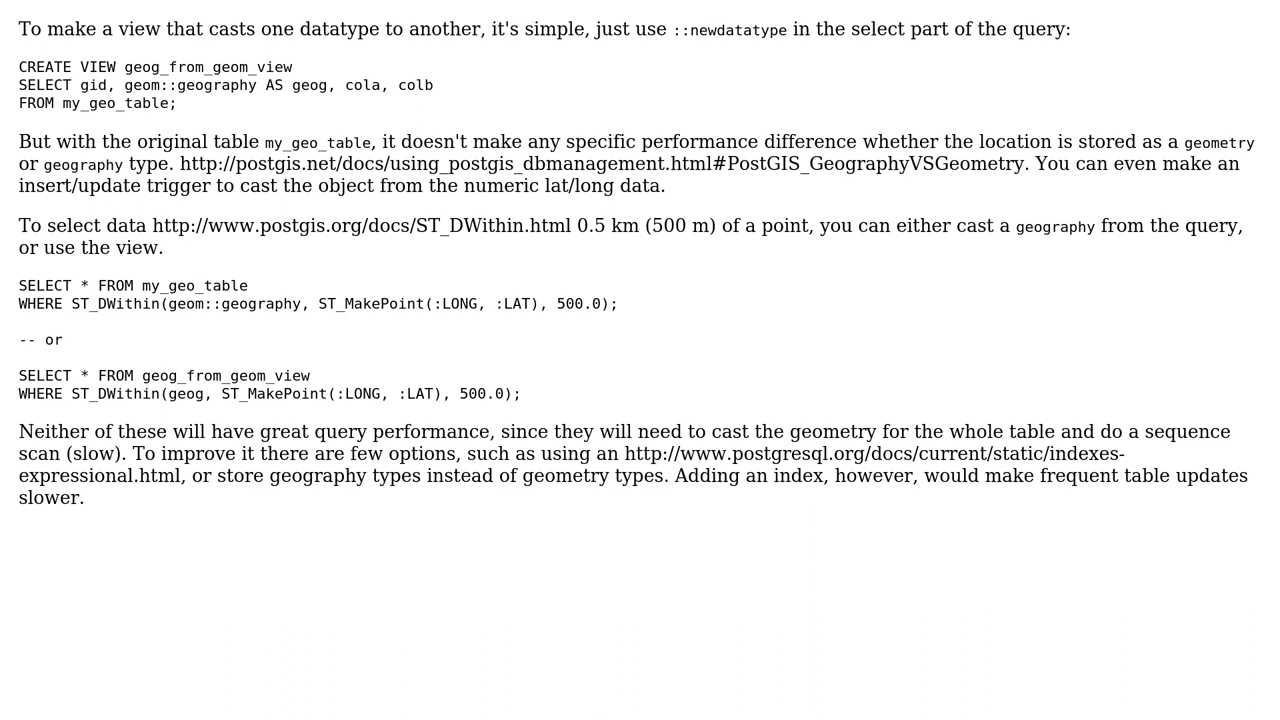 To make a view that casts one datatype to another, it's simple, just use ::newdatatype in the select part of the query:
CREATE VIEW geog_from_geom_view
SELECT gid, geom::geography AS geog, cola, colb
FROM my_geo_table;
But with the original table my_geo_table, it doesn't make any specific performance difference whether the location is stored as a geometry
or geography type. http://postgis.net/docs/using_postgis_dbmanagement.html#PostGIS_GeographyVSGeometry. You can even make an
insert/update trigger to cast the object from the numeric lat/long data.
To select data http://www.postgis.org/docs/ST_DWithin.html 0.5 km (500 m) of a point, you can either cast a geography from the query,
or use the view.
SELECT * FROM my_geo_table
WHERE ST_DWithin(geom::geography, ST_MakePoint(:LONG, :LAT), 500.0);
-- or
SELECT * FROM geog_from_geom_view
WHERE ST_DWithin(geog, ST_MakePoint(:LONG, :LAT), 500.0);
Neither of these will have great query performance, since they will need to cast the geometry for the whole table and do a sequence
scan (slow). To improve it there are few options, such as using an http://www.postgresql.org/docs/current/static/indexes-
expressional.html, or store geography types instead of geometry types. Adding an index, however, would make frequent table updates
slower.